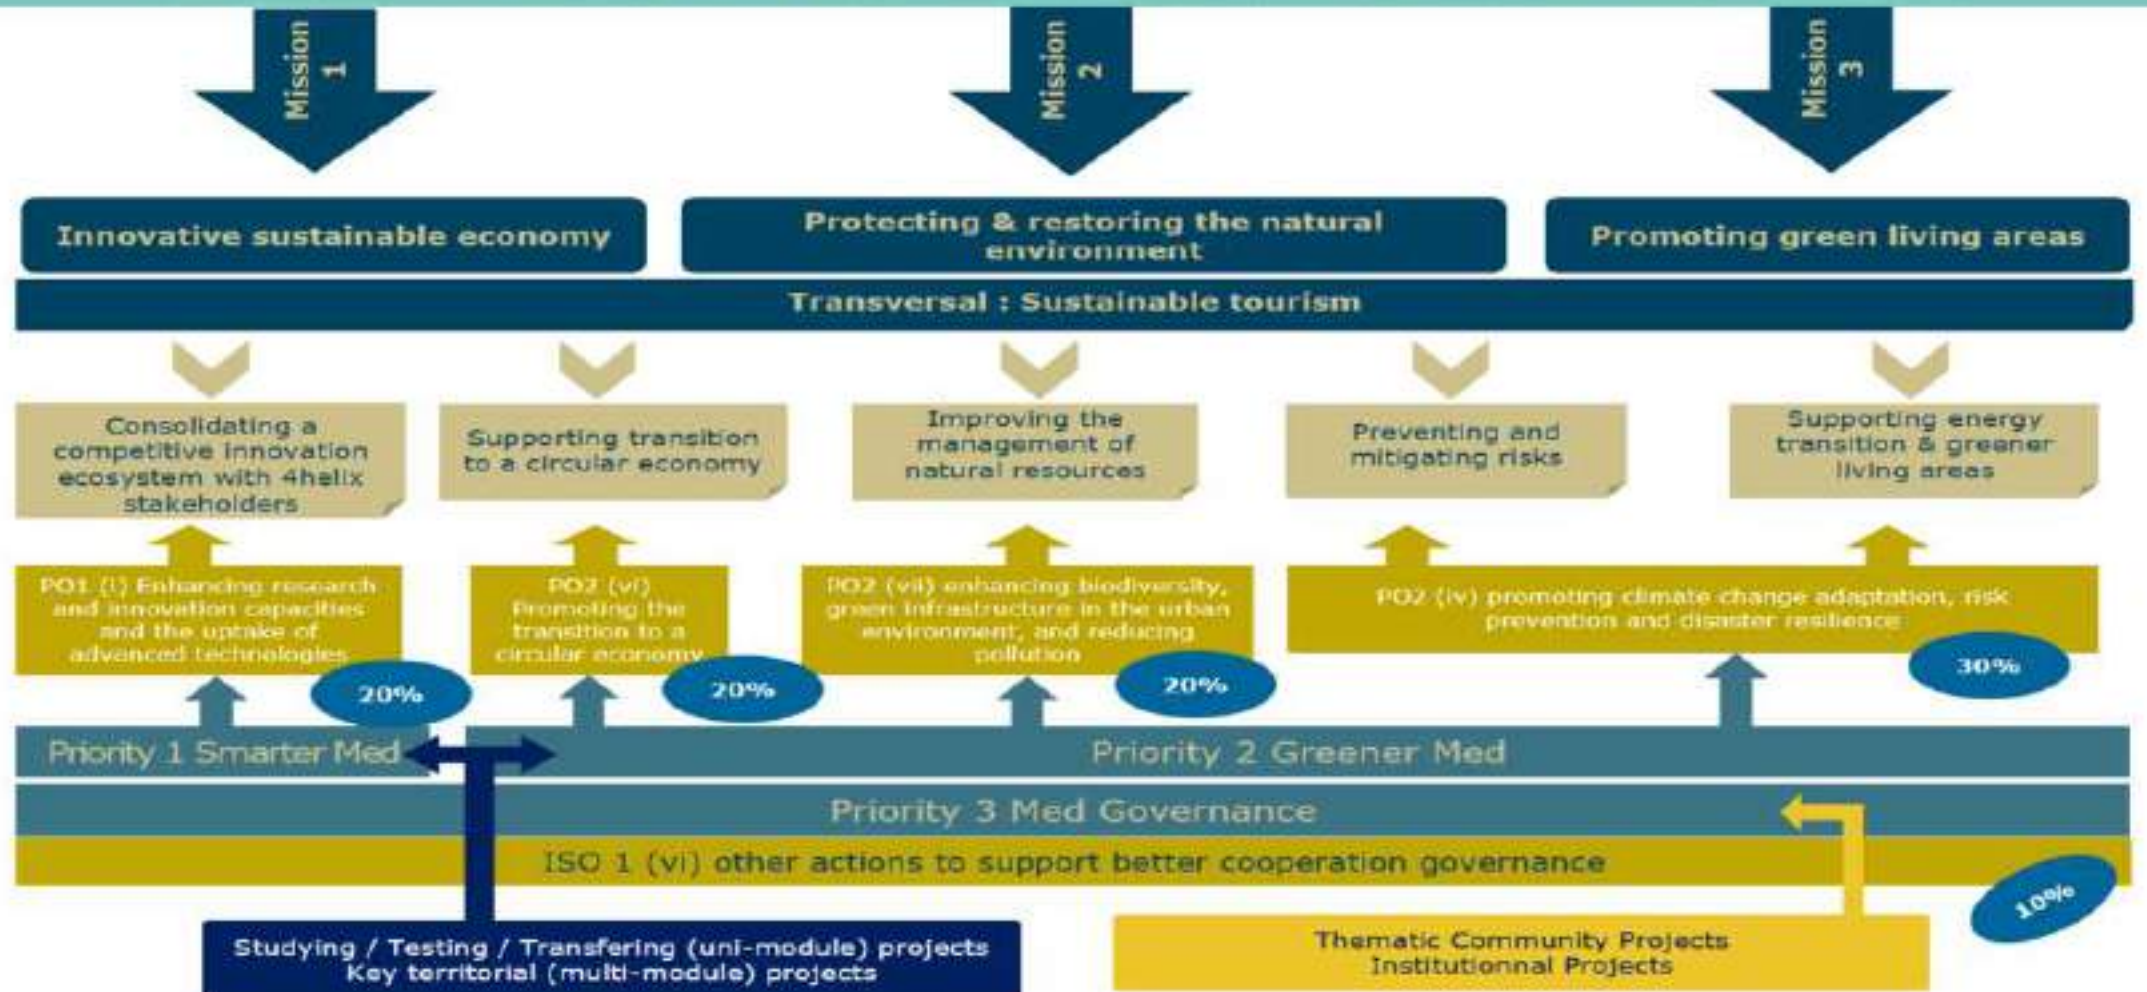 Mission
1
Mission
2
Mission
3
Innovative sustainable economy
Protecting & restoring the natural
environment
Promoting green living areas
Transversal : Sustainable tourism
Consolidating a
competitive innovation
ecosystem with 4helix
stakeholders
Supporting transition
to a circular economy
Improving the
management of
natural resources
Preventing and
mitigating risks
Supporting energy
transition & greener
living areas
PO1 (i) Enhancing research
and innovation capacities
and the uptake of
advanced technologies
20%
PO2 (vi)
Promoting the
transition to a
circular economy
20%
PO2 (vii) enhancing biodiversity,
green infrastructure in the urban
environment, and reducing
pollution
20%
PO2 (iv) promoting climate change adaptation, risk
prevention and disaster resilience
30%
Priority 1 Smarter Med
Priority 2 Greener Med
Priority 3 Med Governance
ISO 1 (vi) other actions to support better cooperation governance
10%
Studying / Testing / Transfering (uni-module) projects
Key territorial (multi-module) projects
Thematic Community Projects
Institutionnal Projects